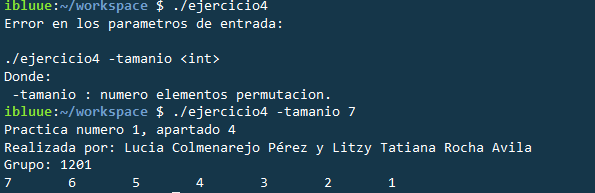 ibluue:~/workspace $ ./ejercicio4
Error en los parametros de entrada:
./ejercicio4 -tamanio <int>
Donde:
-tamanio : numero elementos permutacion.
ibluue:~/workspace $ ./ejercicio4 -tamanio 7
Practica numero 1, apartado 4
Realizada por: Lucia Colmenarejo Pérez y Litzy Tatiana Rocha Avila
Grupo: 1201
7 6 5 4 3 2 1